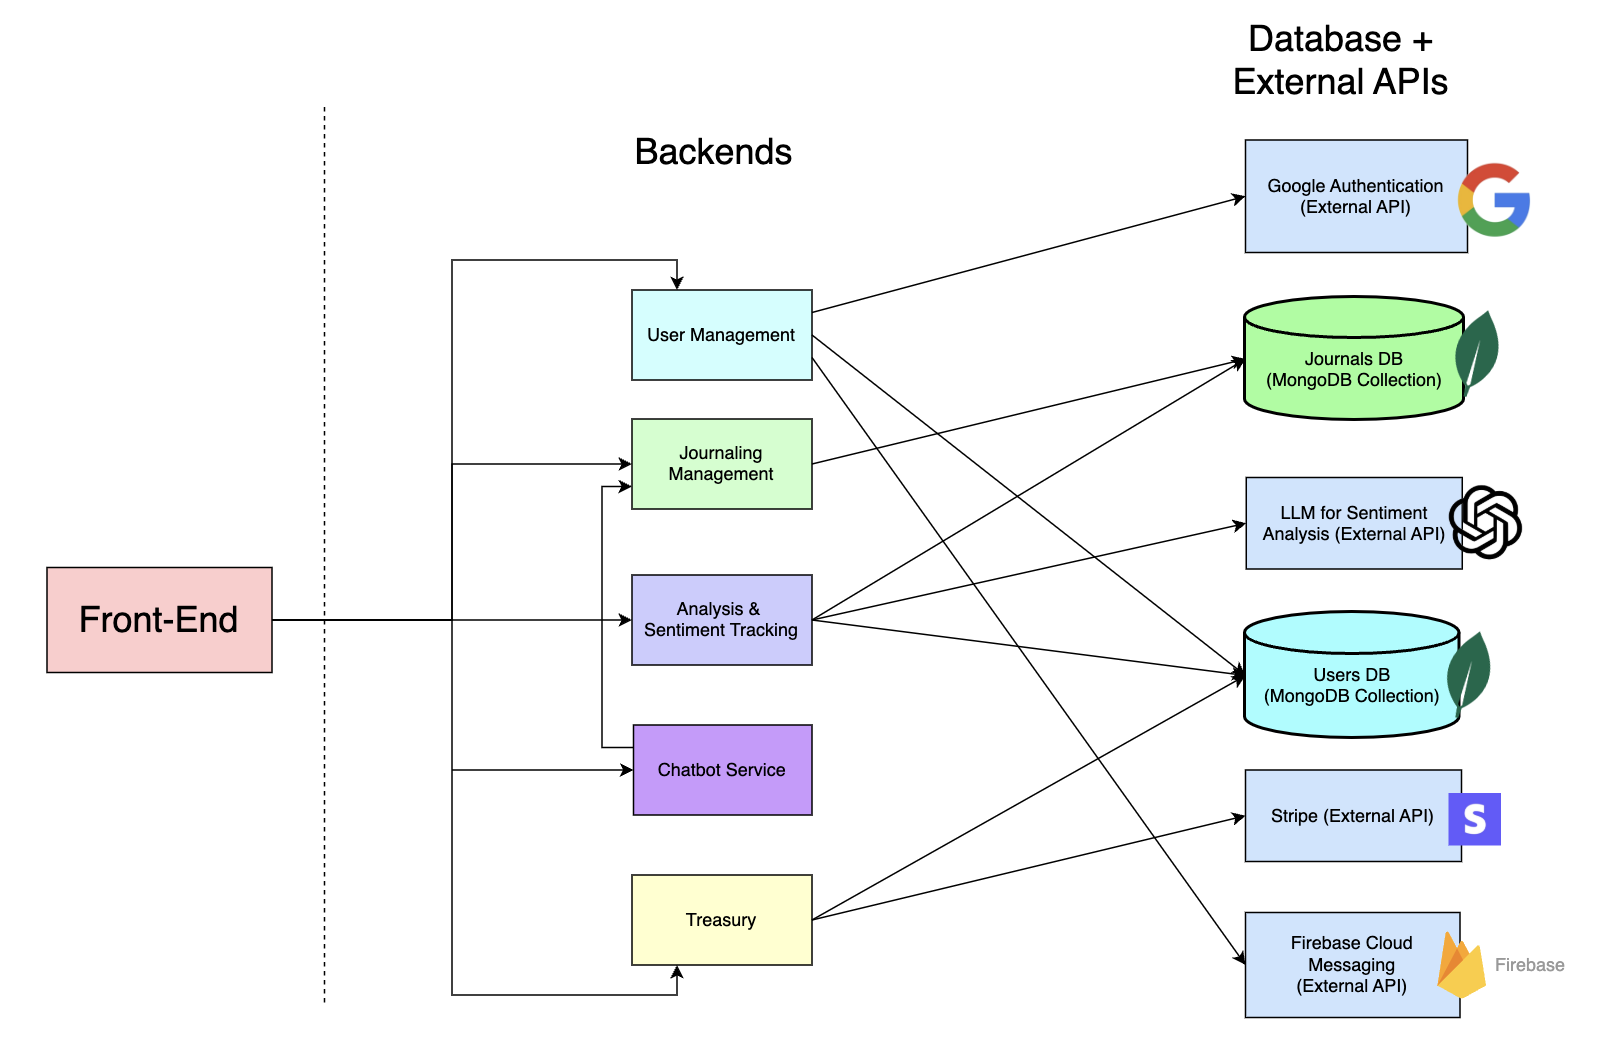 Database +
External APIs
Backends
Google Authentication
(External API)
User Management
Journals DB
(MongoDB Collection)
Journaling
Management
LLM for Sentiment
Analysis (External API)
Front-End
Analysis &
Sentiment Tracking
Users DB
(MongoDB Collection)
Chatbot Service
Stripe (External API)
S
Treasury
Firebase Cloud
Messaging
(External API)
Firebase